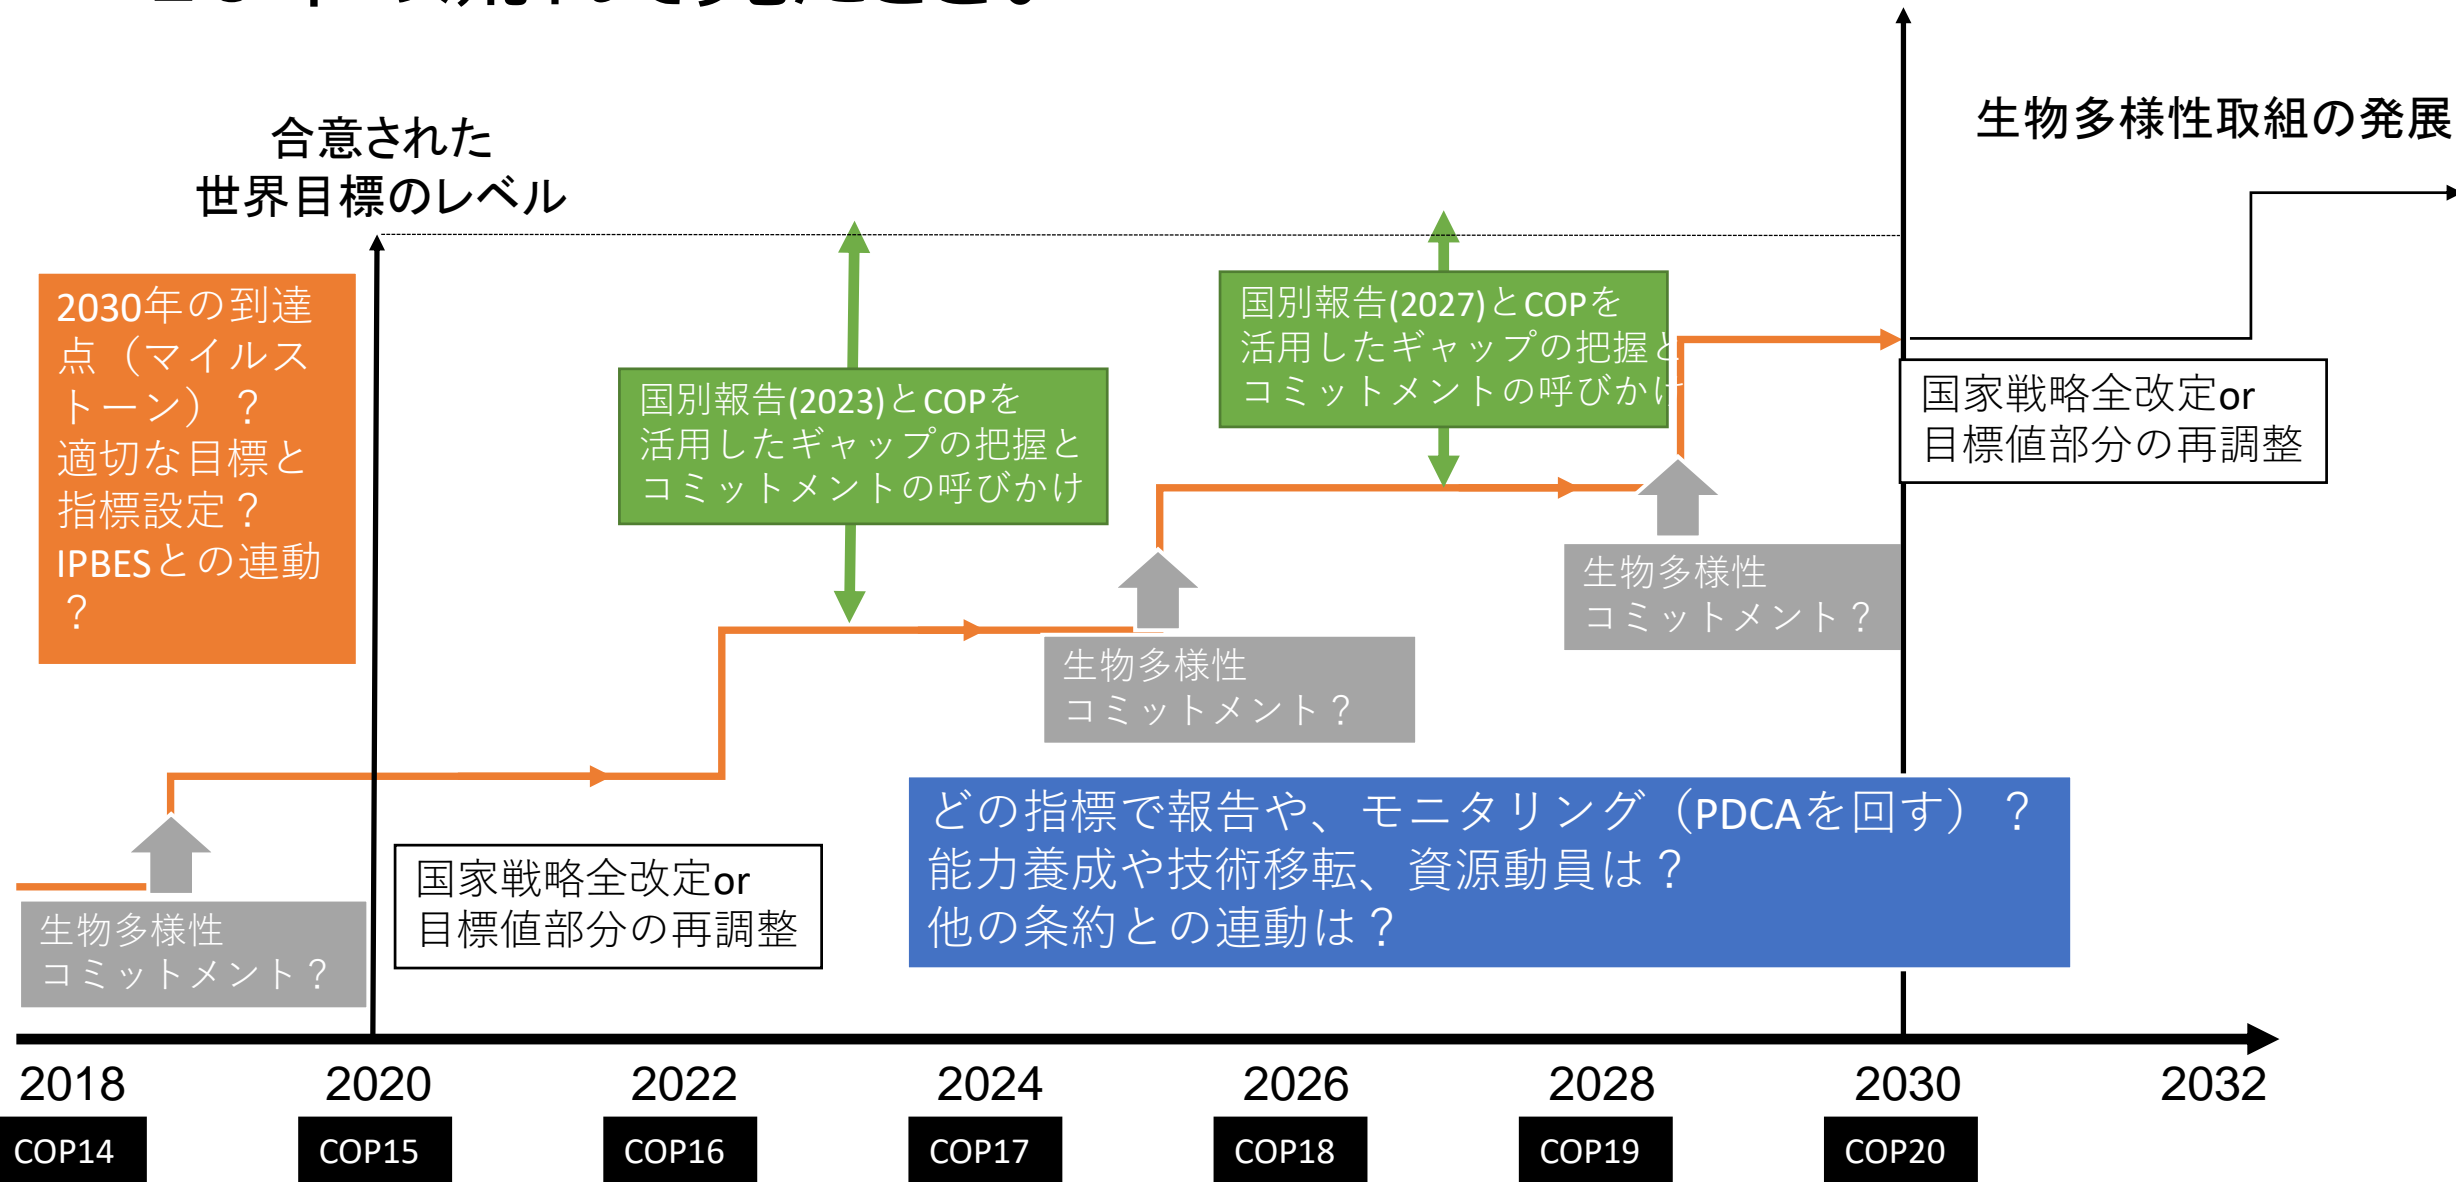 合意された
世界目標のレベル
生物多様性取組の発展
2030年の到達
点（マイルス
トーン）？
適切な目標と
指標設定？
IPBESとの連動
？
国別報告(2023)とCOPを
活用したギャップの把握と
コミットメントの呼びかけ
国別報告(2027)とCOPを
活用したギャップの把握と
コミットメントの呼びかけ
国家戦略全改定or
目標値部分の再調整
生物多様性
コミットメント？
生物多様性
コミットメント？
どの指標で報告や、モニタリング（PDCAを回す）？
能力養成や技術移転、資源動員は？
他の条約との連動は？
国家戦略全改定or
目標値部分の再調整
生物多様性
コミットメント？
2018 2020 2022 2024 2026 2028 2030 2032
COP14 COP15 COP16 COP17 COP18 COP19 COP20